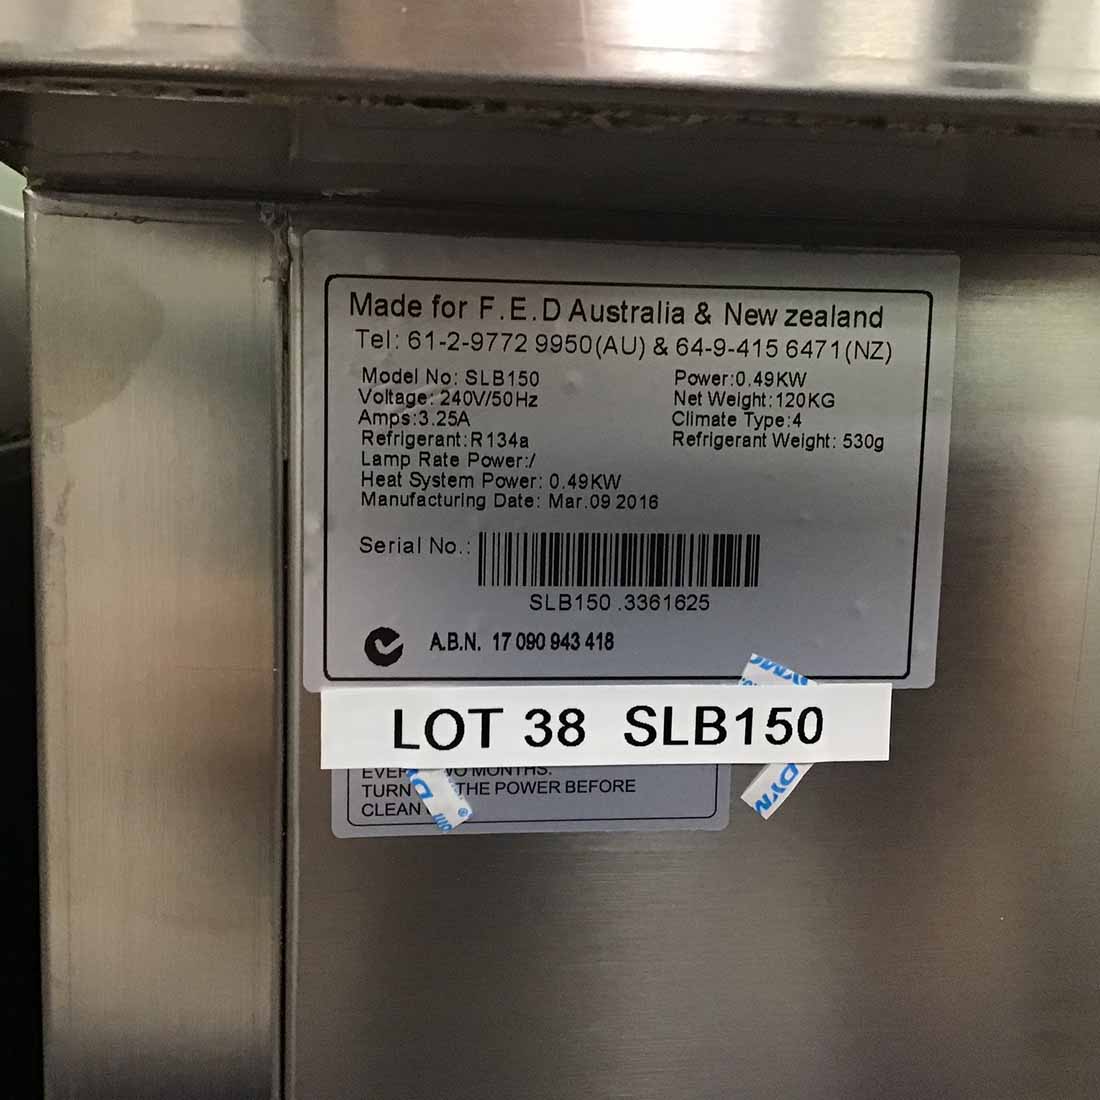 Made for F.E.D Australia & New zealand
Tel: 61-2-9772 9950(AU) & 64-9-415 6471(NZ)
Model No: SLB150 Power:0.49KW
Voltage: 240V/50Hz Net Weight:120KG
Amps:3.25A Climate Type:4
Refrigerant:R134a Refrigerant Weight: 530g
Lamp Rate Power:/
Heat System Power: 0.49KW
Manufacturing Date: Mar.09 2016
Serial No.:
SLB150 .3361625
A.B.N. 17 090 943 418
LOT 38 SLB150
MONTHS.
TURN THE POWER BEFORE
CLEAN